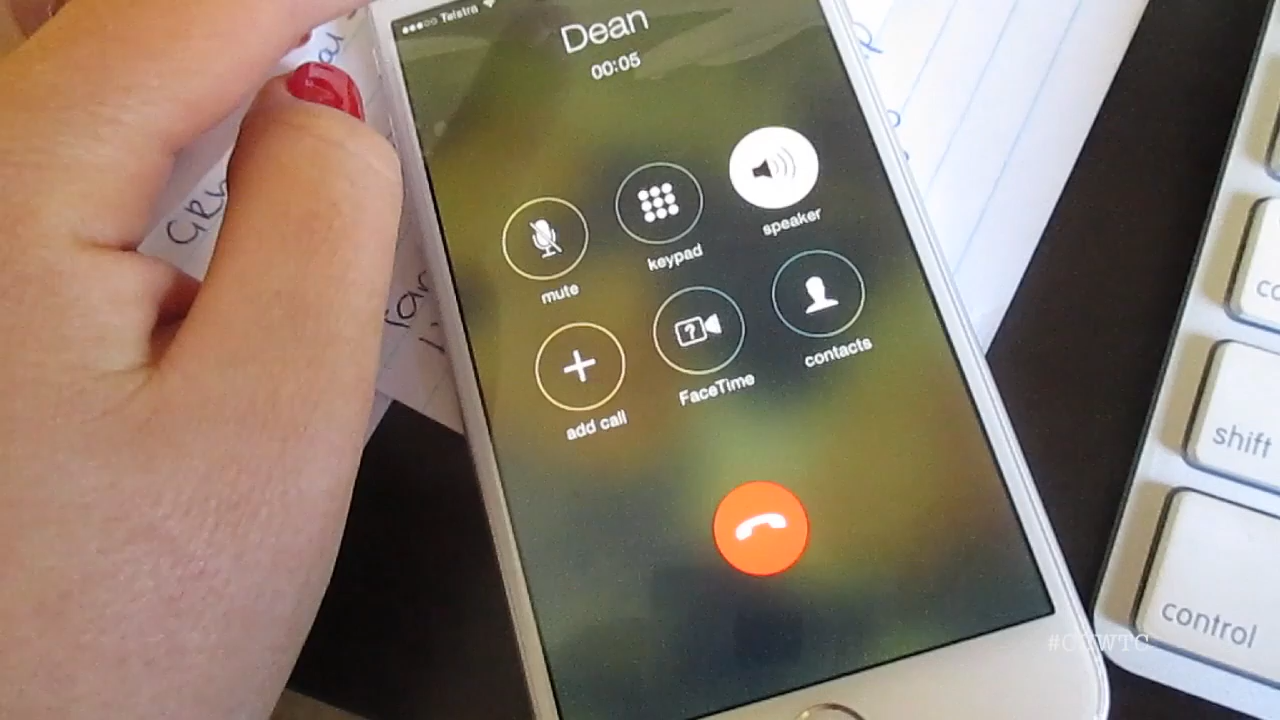 Telstra
Dean
00:05
mute
keypad
speaker
add call
FaceTime
contacts
shift
control